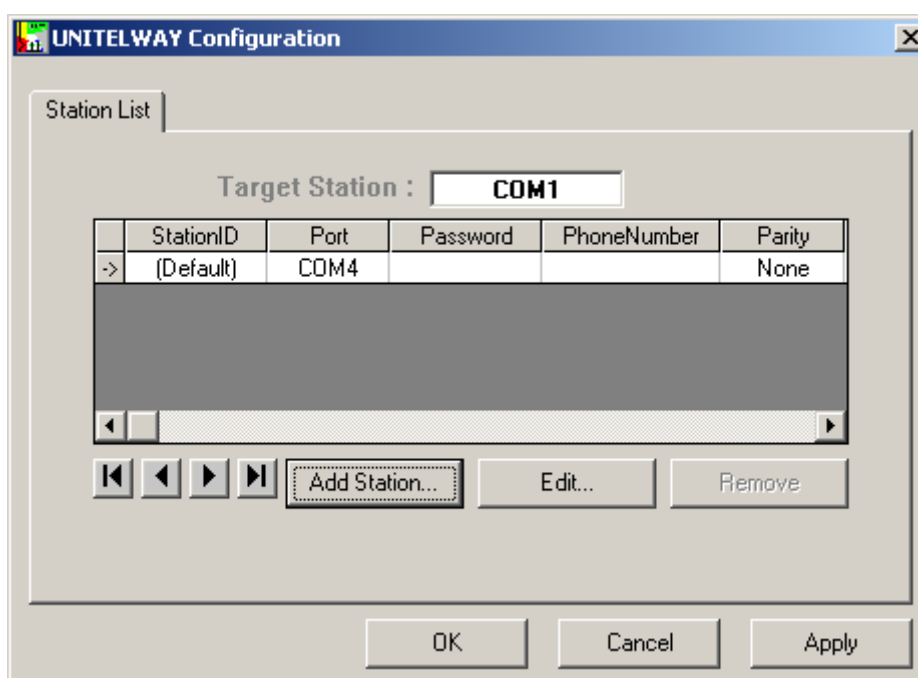 UNITELWAY Configuration
Station List
Target Station : COM1
StationID Port Password PhoneNumber Parity
-> (Default) COM4 None
Add Station... Edit... Remove
OK Cancel Apply